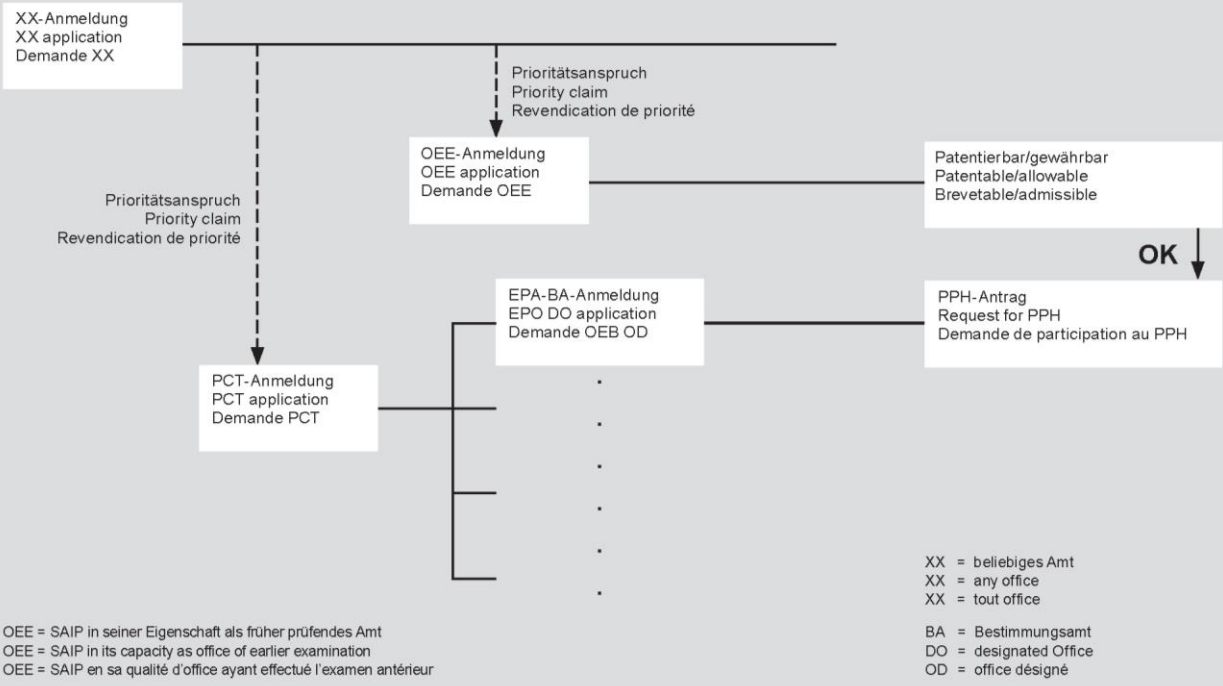 XX-Anmeldung
XX application
Demande XX
Prioritätsanspruch
Priority claim
Revendication de priorité
OEE-Anmeldung
OEE application
Demande OEE
Patentierbar/gewährbar
Patentable/allowable
Brevetable/admissible
Prioritätsanspruch
Priority claim
Revendication de priorité
OK
EPA-BA-Anmeldung
EPO DO application
Demande OEB OD
PPH-Antrag
Request for PPH
Demande de participation au PPH
PCT-Anmeldung
PCT application
Demande PCT
XX = beliebiges Amt
XX = any office
XX = tout office
OEE = SAIP in seiner Eigenschaft als früher prüfendes Amt
OEE = SAIP in its capacity as office of earlier examination
OEE = SAIP en sa qualité d'office ayant effectué l'examen antérieur
BA = Bestimmungsamt
DO = designated Office
OD = office désigné